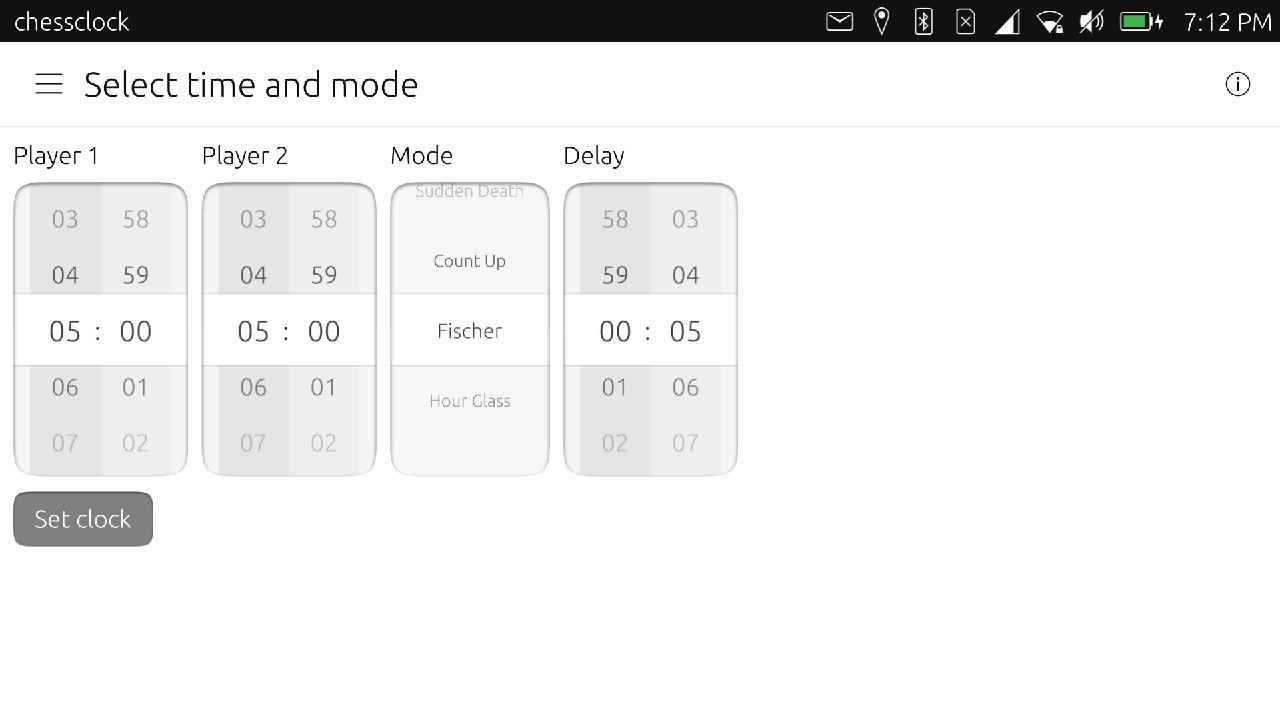 chessclock 7:12 PM
Select time and mode
Player 1 Player 2 Mode Delay
Sudden Death
03 58 03 58 58 03
04 59 04 59 Count Up 59 04
05 : 00 05 : 00 Fischer 00 : 05
06 01 06 01 Hour Glass 01 06
07 02 07 02 02 07
Set clock